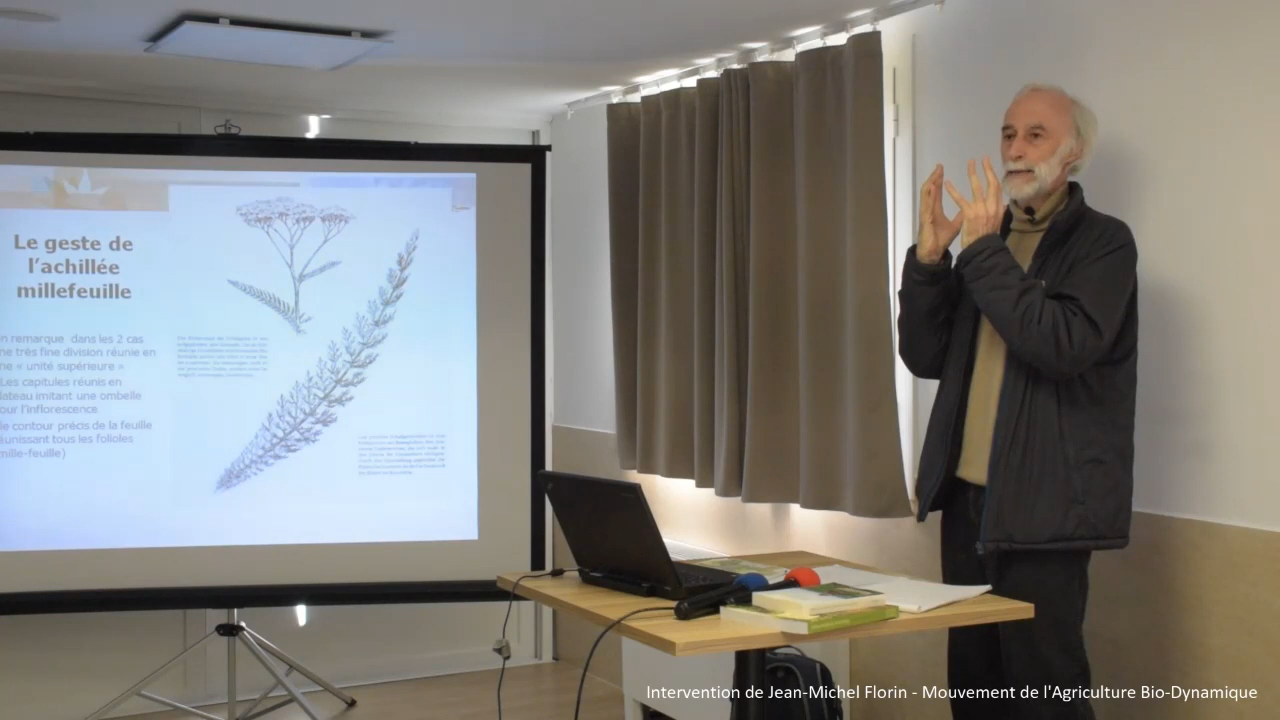 Le geste de
l'achillée
millefeuille
n remarque dans les 2 cas
ne très fine division réunie en
ne « unité supérieure »
Les capitules réunis en
lateau imitant une ombelle
our l'inflorescence
le contour précis de la feuille
éunissant tous les folioles
mille-feuille)
Intervention de Jean-Michel Florin - Mouvement de l'Agriculture Bio-Dynamique